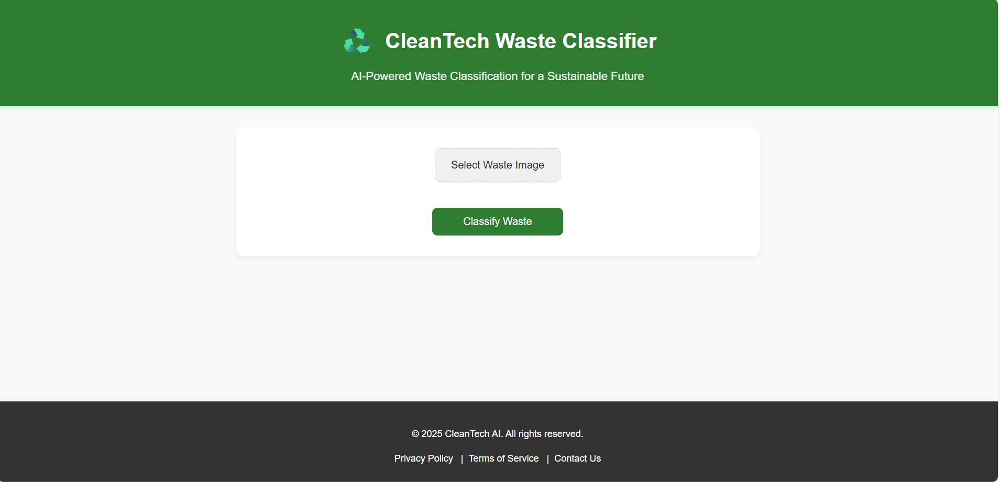 CleanTech Waste Classifier
AI-Powered Waste Classification for a Sustainable Future
Select Waste Image
Classify Waste
© 2025 CleanTech AI. All rights reserved.
Privacy Policy | Terms of Service | Contact Us